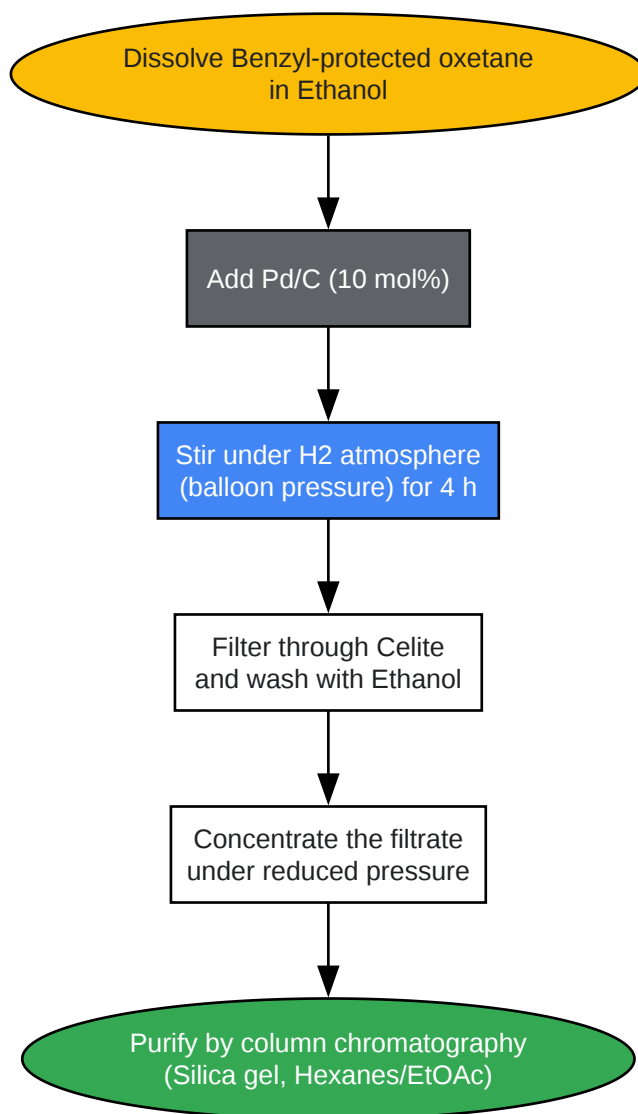 Dissolve Benzyl-protected oxetane
in Ethanol
Add Pd/C (10 mol%)
Stir under H2 atmosphere
(balloon pressure) for 4 h
Filter through Celite
and wash with Ethanol
Concentrate the filtrate
under reduced pressure
Purify by column chromatography
(Silica gel, Hexanes/EtOAc)